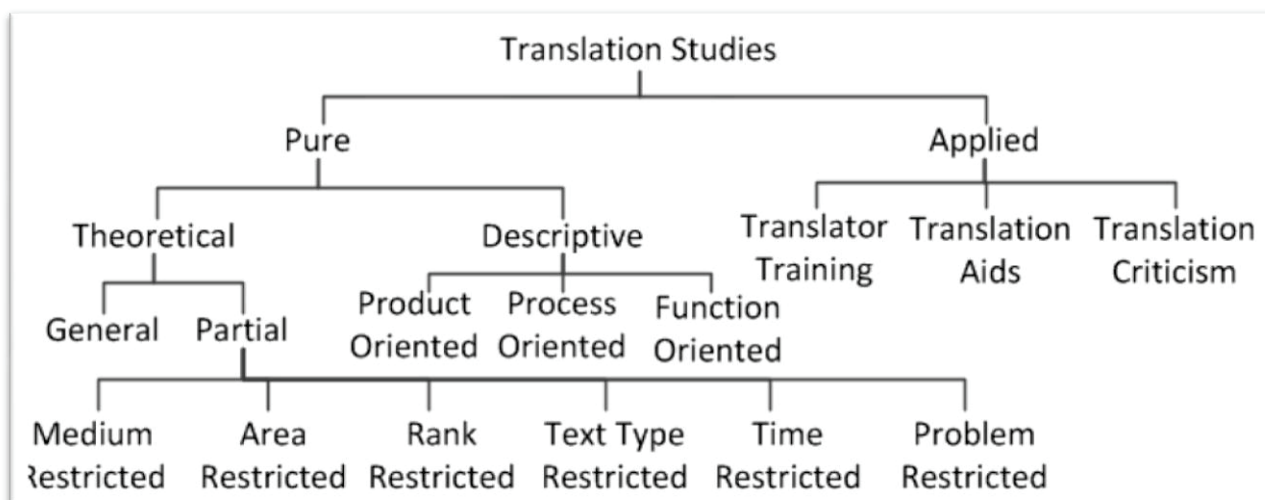 Translation Studies
Pure
Applied
Theoretical
Descriptive
Translator
Training
Translation
Aids
Translation
Criticism
General
Partial
Product
Oriented
Process
Oriented
Function
Oriented
Medium
Restricted
Area
Restricted
Rank
Restricted
Text Type
Restricted
Time
Restricted
Problem
Restricted